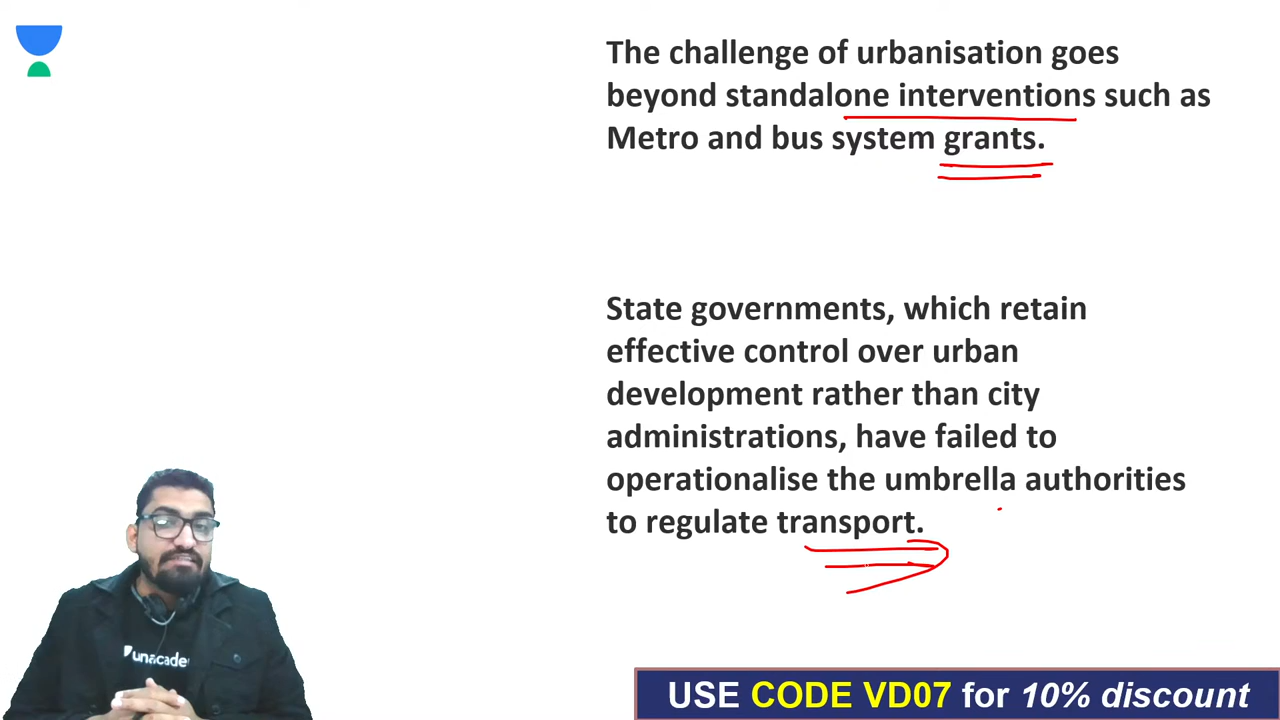 The challenge of urbanisation goes
beyond standalone interventions such as
Metro and bus system grants.
State governments, which retain
effective control over urban
development rather than city
administrations, have failed to
operationalise the umbrella authorities
to regulate transport.
unacade
USE CODE VD07 for 10% discount